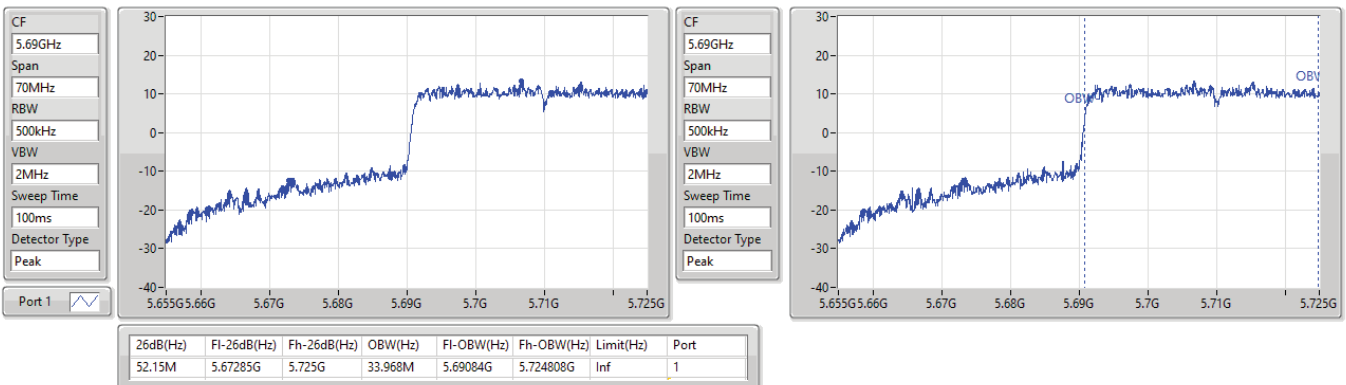 CF
5.69GHz
Span
70MHz
RBW
500kHz
VBW
2MHz
Sweep Time
100ms
Detector Type
Peak
Port 1
30
20
10
0
-10
-20
-30
-40
5.655G 5.66G 5.67G 5.68G 5.69G 5.7G 5.71G 5.725G
CF
5.69GHz
Span
70MHz
RBW
500kHz
VBW
2MHz
Sweep Time
100ms
Detector Type
Peak
30
20
10
0
-10
-20
-30
-40
OBW
OBW
5.655G 5.66G 5.67G 5.68G 5.69G 5.7G 5.71G 5.725G
26dB(Hz) Fl-26dB(Hz) Fh-26dB(Hz) OBW(Hz) Fl-OBW(Hz) Fh-OBW(Hz) Limit(Hz) Port
52.15M 5.67285G 5.725G 33.968M 5.69084G 5.724808G Inf 1